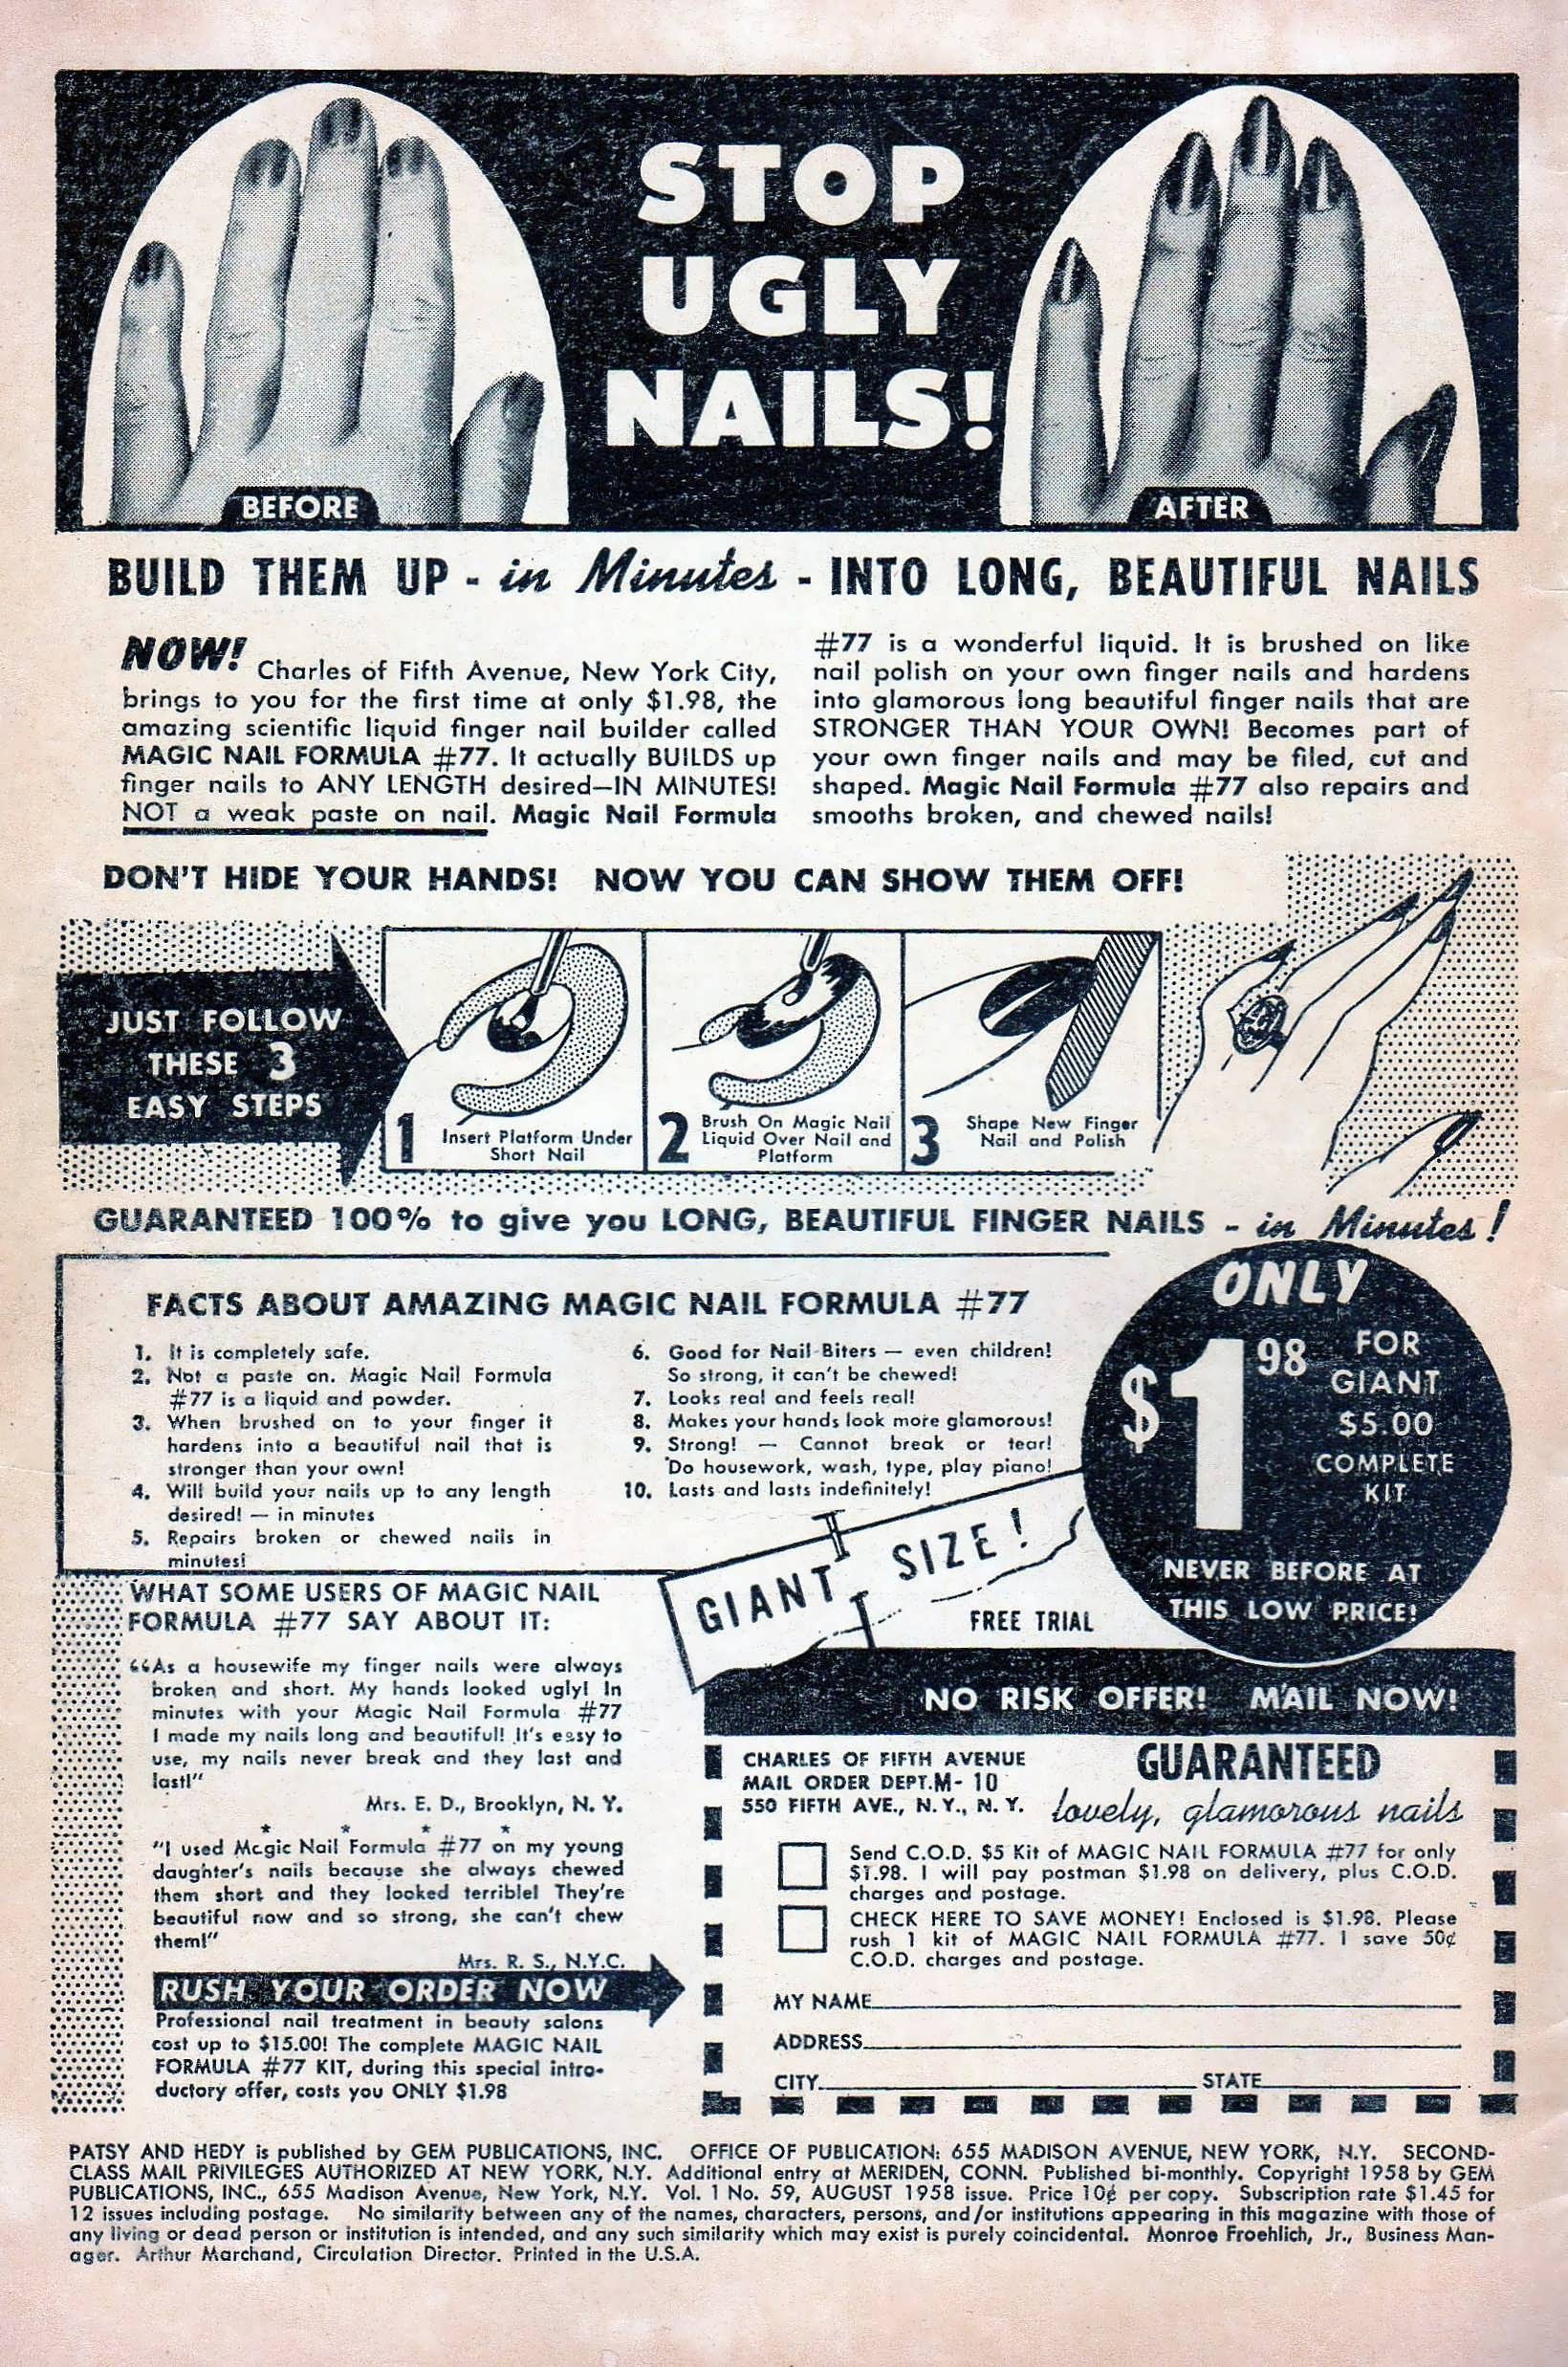 STOP
UGLY
NAILS!
BEFORE
AFTER
BUILD THEM UP - in Minutes - INTO LONG, BEAUTIFUL NAILS
NOW! Charles of Fifth Avenue, New York City,
brings to you for the first time at only $1.98, the
amazing scientific liquid finger nail builder called
MAGIC NAIL FORMULA #77. It actually BUILDS up
finger nails to ANY LENGTH desired—IN MINUTES!
NOT a weak paste on nail. Magic Nail Formula
#77 is a wonderful liquid. It is brushed on like
nail polish on your own finger nails and hardens
into glamorous long beautiful finger nails that are
STRONGER THAN YOUR OWN! Becomes part of
your own finger nails and may be filed, cut and
shaped. Magic Nail Formula #77 also repairs and
smooths broken, and chewed nails!
DON'T HIDE YOUR HANDS! NOW YOU CAN SHOW THEM OFF!
JUST FOLLOW
THESE 3
EASY STEPS
1 Insert Platform Under
Short Nail
2 Brush On Magic Nail
Liquid Over Nail and
Platform
3 Shape New Finger
Nail and Polish
GUARANTEED 100% to give you LONG, BEAUTIFUL FINGER NAILS - in Minutes!
FACTS ABOUT AMAZING MAGIC NAIL FORMULA #77
1. It is completely safe.
2. Not a paste on. Magic Nail Formula
#77 is a liquid and powder.
3. When brushed on to your finger it
hardens into a beautiful nail that is
stronger than your own!
4. Will build your nails up to any length
desired! — in minutes
5. Repairs broken or chewed nails in
minutes!
6. Good for Nail-Biters — even children!
So strong, it can't be chewed!
7. Looks real and feels real!
8. Makes your hands look more glamorous!
9. Strong! — Cannot break or tear!
Do housework, wash, type, play piano!
10. Lasts and lasts indefinitely!
ONLY
$1.98
FOR
GIANT
$5.00
COMPLETE
KIT
NEVER BEFORE AT
THIS LOW PRICE!
GIANT SIZE!
FREE TRIAL
WHAT SOME USERS OF MAGIC NAIL
FORMULA #77 SAY ABOUT IT:
“As a housewife my finger nails were always
broken and short. My hands looked ugly! In
minutes with your Magic Nail Formula #77
I made my nails long and beautiful! It's easy to
use, my nails never break and they last and
last!"
Mrs. E. D., Brooklyn, N. Y.
* * * *
"I used Magic Nail Formula #77 on my young
daughter's nails because she always chewed
them short and they looked terrible! They're
beautiful now and so strong, she can't chew
them!"
Mrs. R. S., N.Y.C.
RUSH YOUR ORDER NOW
Professional nail treatment in beauty salons
cost up to $15.00! The complete MAGIC NAIL
FORMULA #77 KIT, during this special intro-
ductory offer, costs you ONLY $1.98
NO RISK OFFER! MAIL NOW!
CHARLES OF FIFTH AVENUE
MAIL ORDER DEPT.M- 10
550 FIFTH AVE., N. Y., N. Y.
GUARANTEED
lovely, glamorous nails
Send C.O.D. $5 Kit of MAGIC NAIL FORMULA #77 for only
$1.98. I will pay postman $1.98 on delivery, plus C.O.D.
charges and postage.
CHECK HERE TO SAVE MONEY! Enclosed is $1.98. Please
rush 1 kit of MAGIC NAIL FORMULA #77. I save 50¢
C.O.D. charges and postage.
MY NAME
ADDRESS
CITY STATE
PATSY AND HEDY is published by GEM PUBLICATIONS, INC. OFFICE OF PUBLICATION: 655 MADISON AVENUE, NEW YORK, N.Y. SECOND-
CLASS MAIL PRIVILEGES AUTHORIZED AT NEW YORK, N.Y. Additional entry at MERIDEN, CONN. Published bi-monthly. Copyright 1958 by GEM
PUBLICATIONS, INC., 655 Madison Avenue, New York, N.Y. Vol. 1 No. 59, AUGUST 1958 issue. Price 10¢ per copy. Subscription rate $1.45 for
12 issues including postage. No similarity between any of the names, characters, persons, and/or institutions appearing in this magazine with those of
any living or dead person or institution is intended, and any such similarity which may exist is purely coincidental. Monroe Froehlich, Jr., Business Man-
ager. Arthur Marchand, Circulation Director. Printed in the U.S.A.